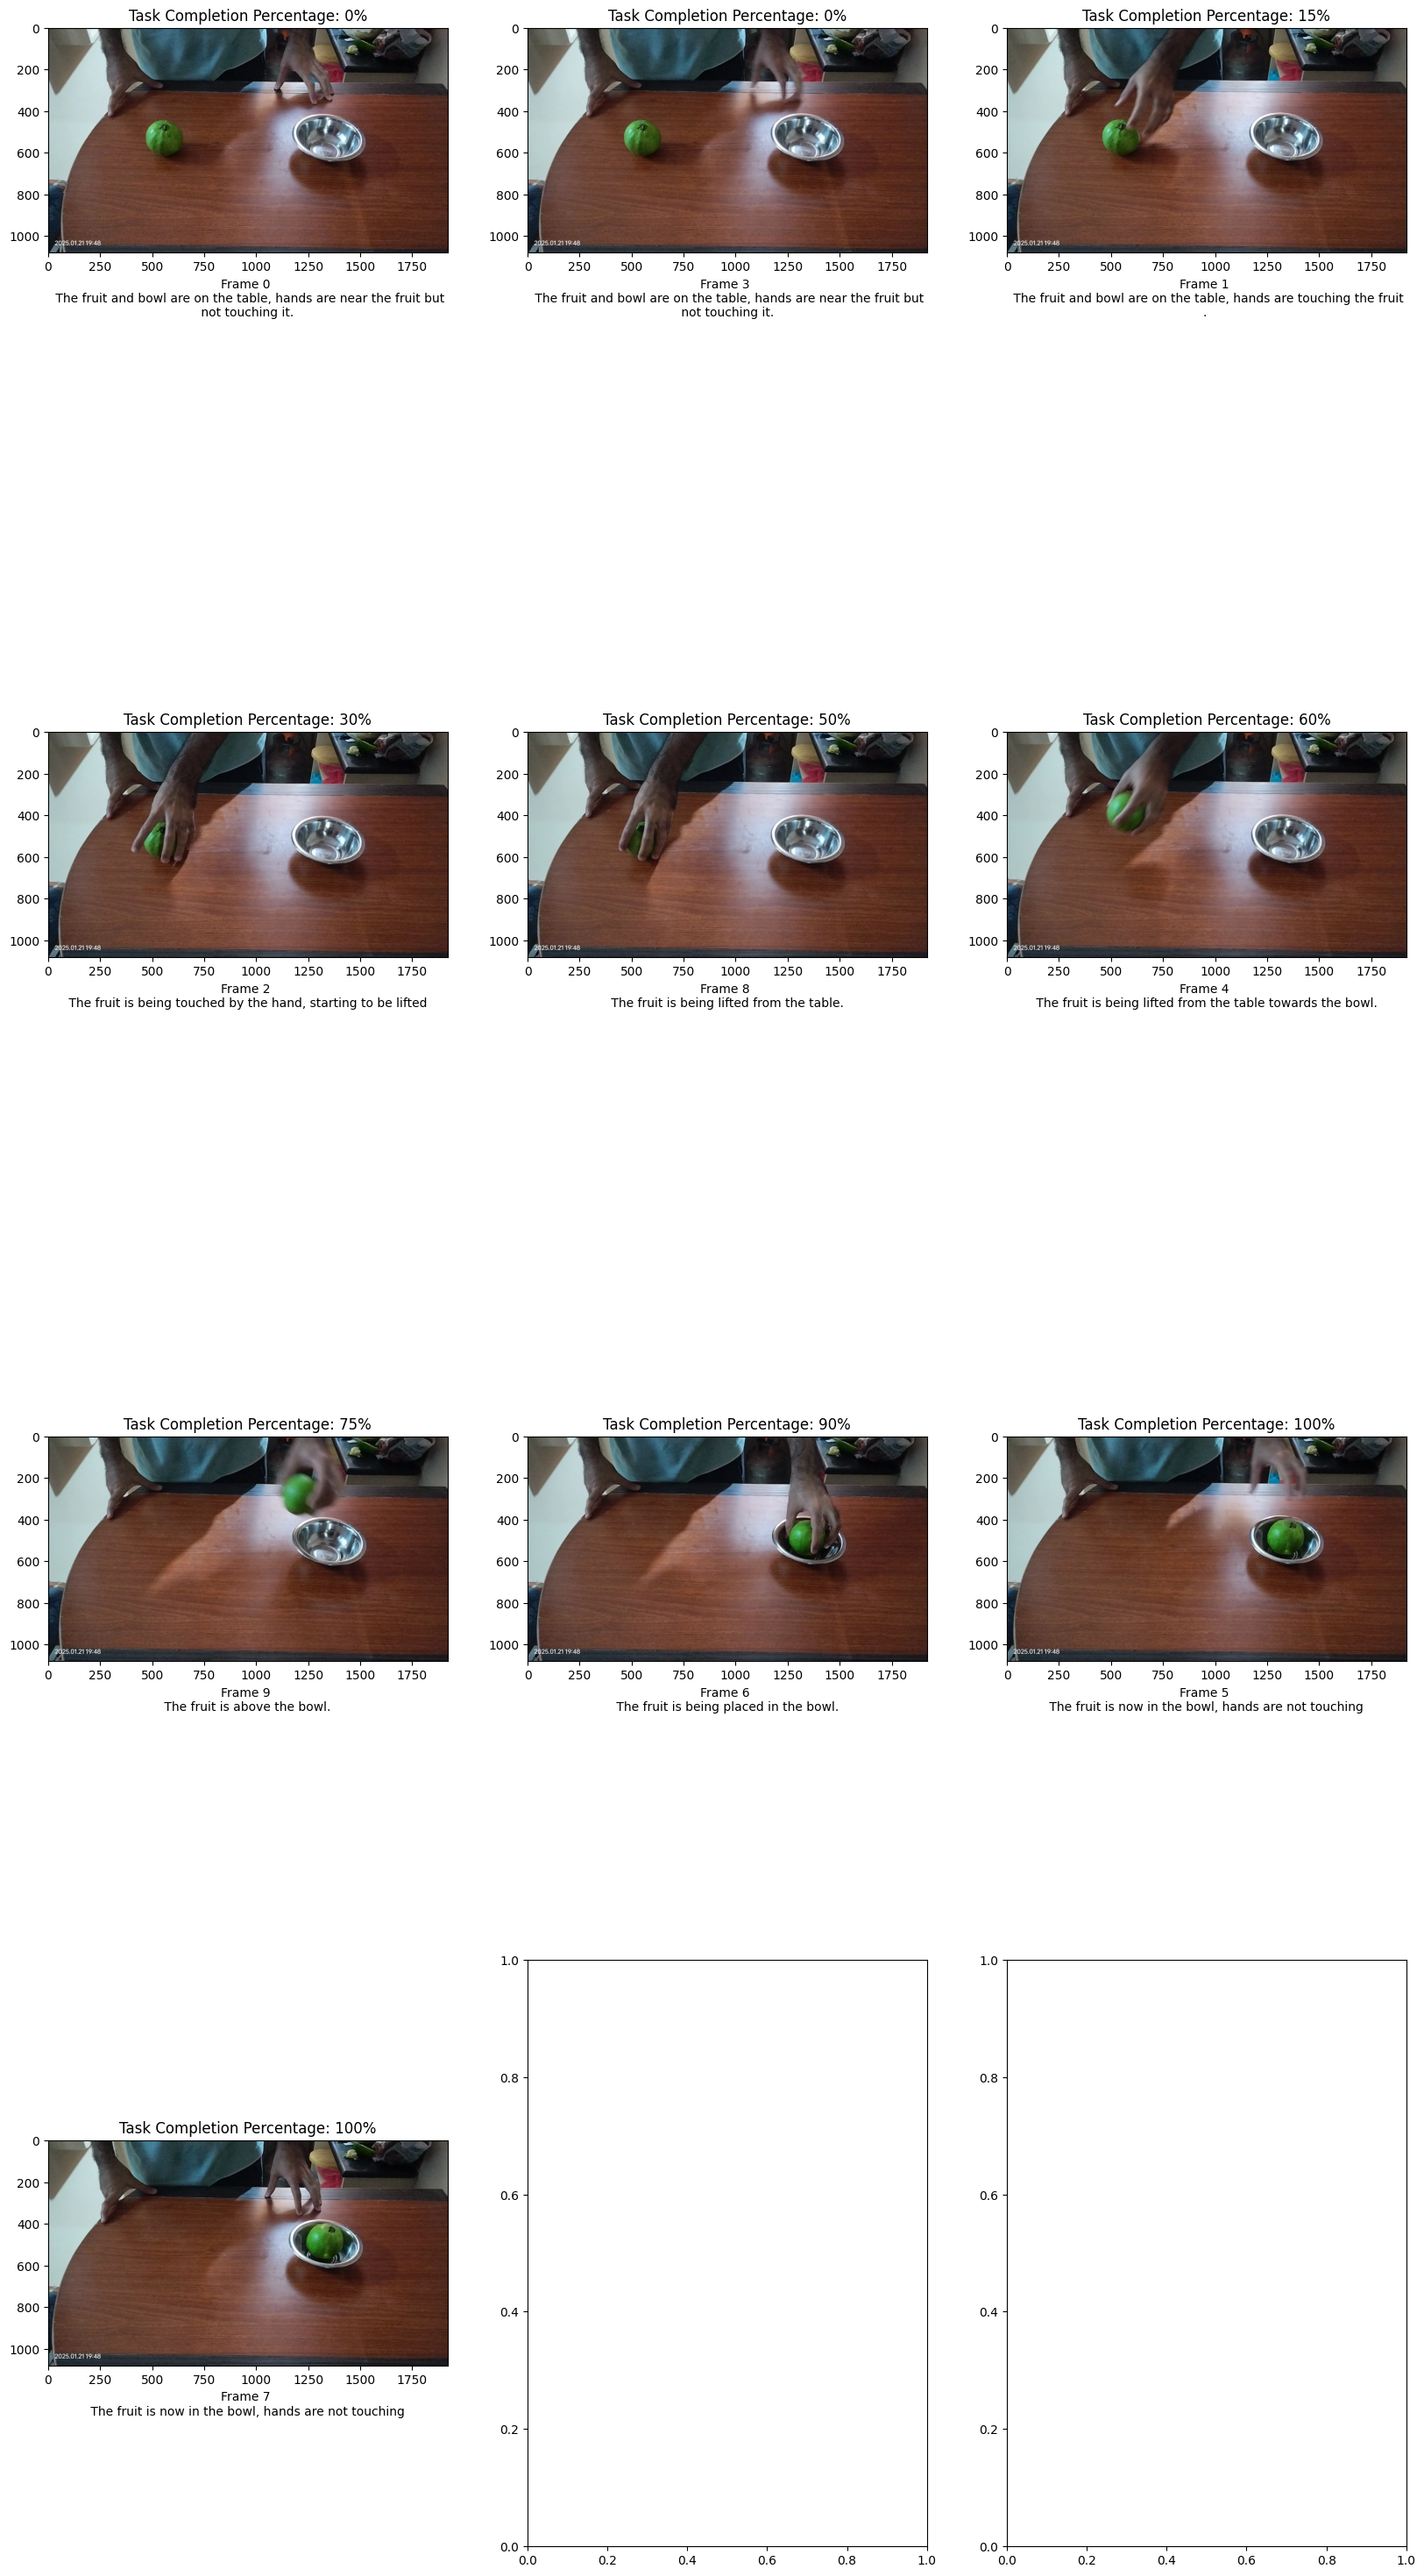 Task Completion Percentage: 0%
0
200
400
600
800
1000
2025.01.21 19:48
0 250 500 750 1000 1250 1500 1750
Frame 0
The fruit and bowl are on the table, hands are near the fruit but
not touching it.
Task Completion Percentage: 0%
0
200
400
600
800
1000
2025.01.21 19:48
0 250 500 750 1000 1250 1500 1750
Frame 3
The fruit and bowl are on the table, hands are near the fruit but
not touching it.
Task Completion Percentage: 15%
0
200
400
600
800
1000
2025.01.21 19:48
0 250 500 750 1000 1250 1500 1750
Frame 1
The fruit and bowl are on the table, hands are touching the fruit
.
Task Completion Percentage: 30%
0
200
400
600
800
1000
2025.01.21 19:48
0 250 500 750 1000 1250 1500 1750
Frame 2
The fruit is being touched by the hand, starting to be lifted
Task Completion Percentage: 50%
0
200
400
600
800
1000
2025.01.21 19:48
0 250 500 750 1000 1250 1500 1750
Frame 8
The fruit is being lifted from the table.
Task Completion Percentage: 60%
0
200
400
600
800
1000
2025.01.21 19:48
0 250 500 750 1000 1250 1500 1750
Frame 4
The fruit is being lifted from the table towards the bowl.
Task Completion Percentage: 75%
0
200
400
600
800
1000
2025.01.21 19:48
0 250 500 750 1000 1250 1500 1750
Frame 9
The fruit is above the bowl.
Task Completion Percentage: 90%
0
200
400
600
800
1000
2025.01.21 19:48
0 250 500 750 1000 1250 1500 1750
Frame 6
The fruit is being placed in the bowl.
Task Completion Percentage: 100%
0
200
400
600
800
1000
2025.01.21 19:48
0 250 500 750 1000 1250 1500 1750
Frame 5
The fruit is now in the bowl, hands are not touching
Task Completion Percentage: 100%
0
200
400
600
800
1000
2025.01.21 19:48
0 250 500 750 1000 1250 1500 1750
Frame 7
The fruit is now in the bowl, hands are not touching
1.0
0.8
0.6
0.4
0.2
0.0
0.0 0.2 0.4 0.6 0.8 1.0
1.0
0.8
0.6
0.4
0.2
0.0
0.0 0.2 0.4 0.6 0.8 1.0